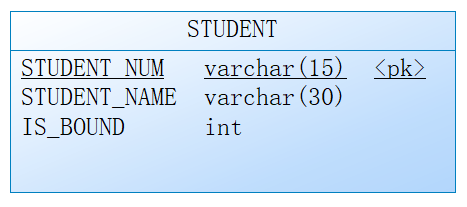 STUDENT
STUDENT_NUM varchar(15) <pk>
STUDENT_NAME varchar(30)
IS_BOUND int